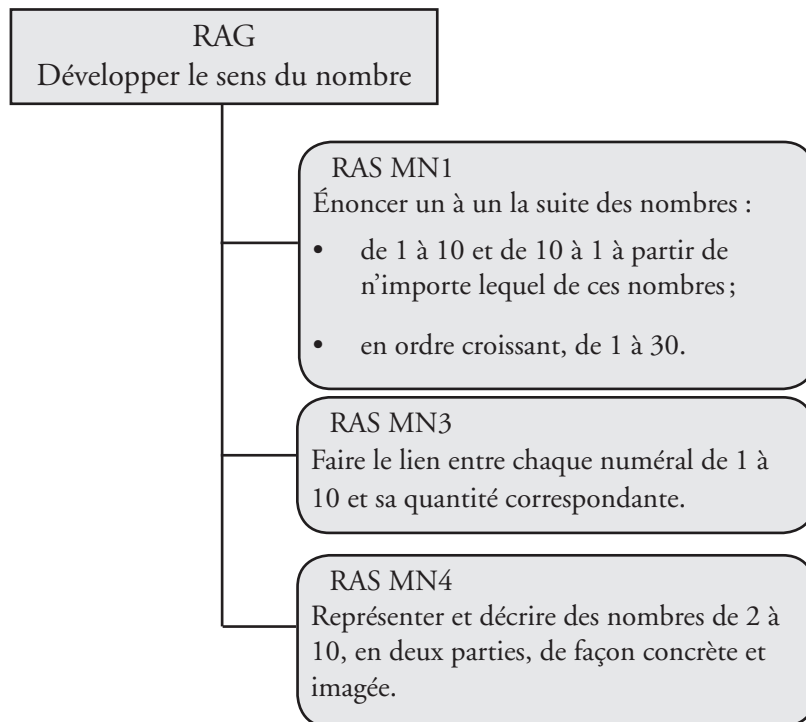 RAG
Développer le sens du nombre
RAS MN1
Énoncer un à un la suite des nombres :
• de 1 à 10 et de 10 à 1 à partir de
n'importe lequel de ces nombres ;
• en ordre croissant, de 1 à 30.
RAS MN3
Faire le lien entre chaque numéral de 1 à
10 et sa quantité correspondante.
RAS MN4
Représenter et décrire des nombres de 2 à
10, en deux parties, de façon concrète et
imagée.